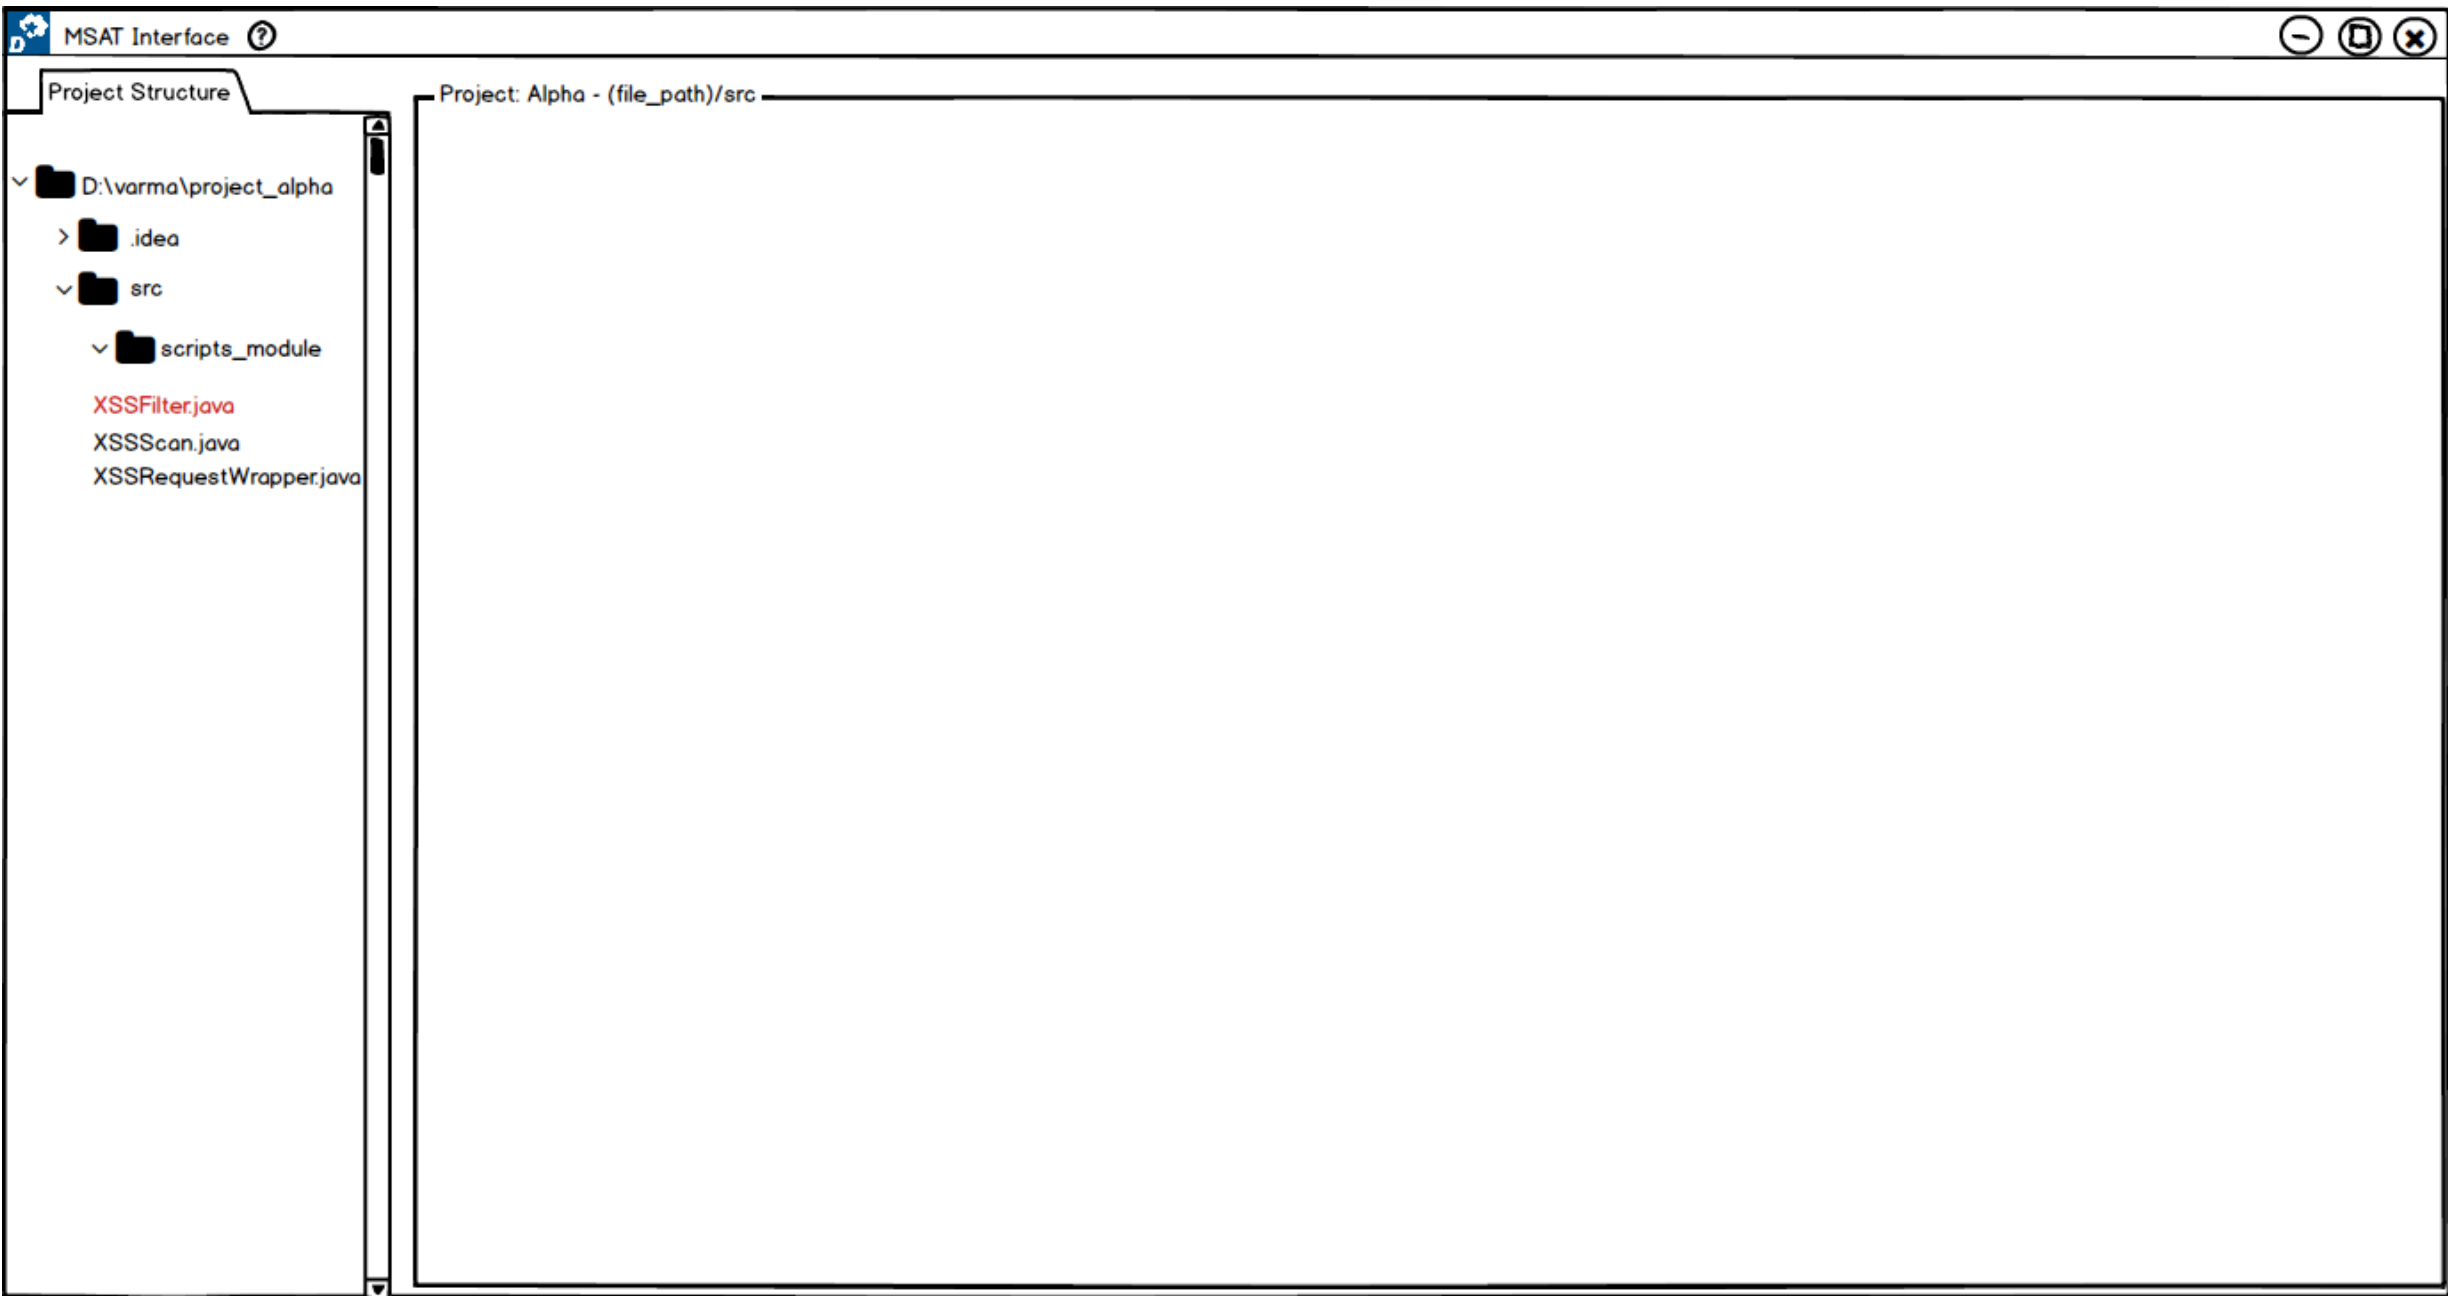 D
MSAT Interface ?
Project Structure
Project: Alpha - (file_path)/src
D:\varma\project_alpha
.idea
src
scripts_module
XSSFilter.java
XSSScan.java
XSSRequestWrapper.java